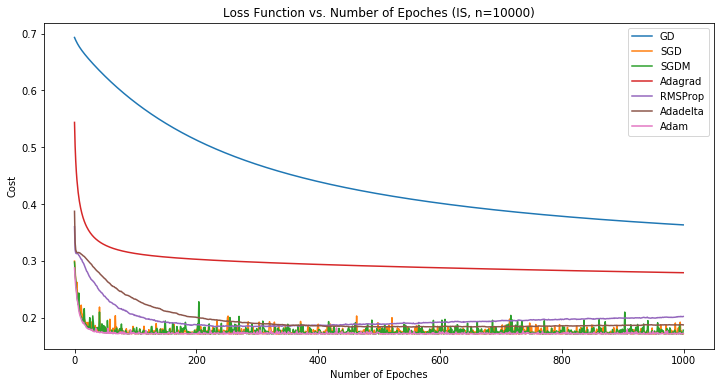 Loss Function vs. Number of Epoches (IS, n=10000)
0.7
0.6
0.5
0.4
0.3
0.2
Cost
0
200
400
600
800
1000
Number of Epoches
GD
SGD
SGDM
Adagrad
RMSProp
Adadelta
Adam